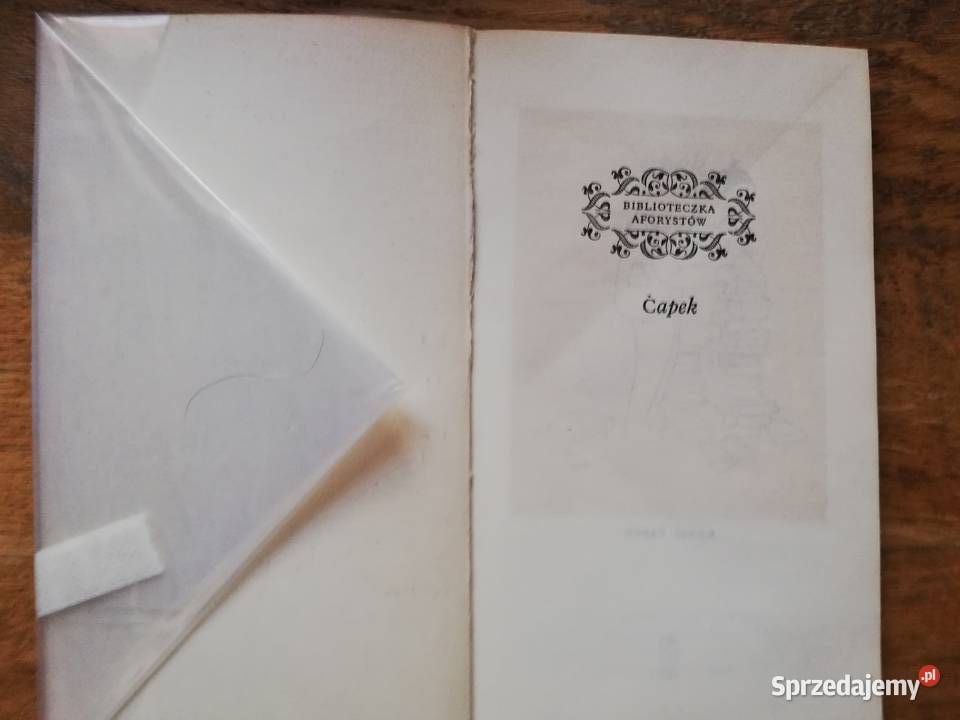 BIBLIOTECZKA
AFORYSTÓW
Čapek
Sprzedajemy.pl